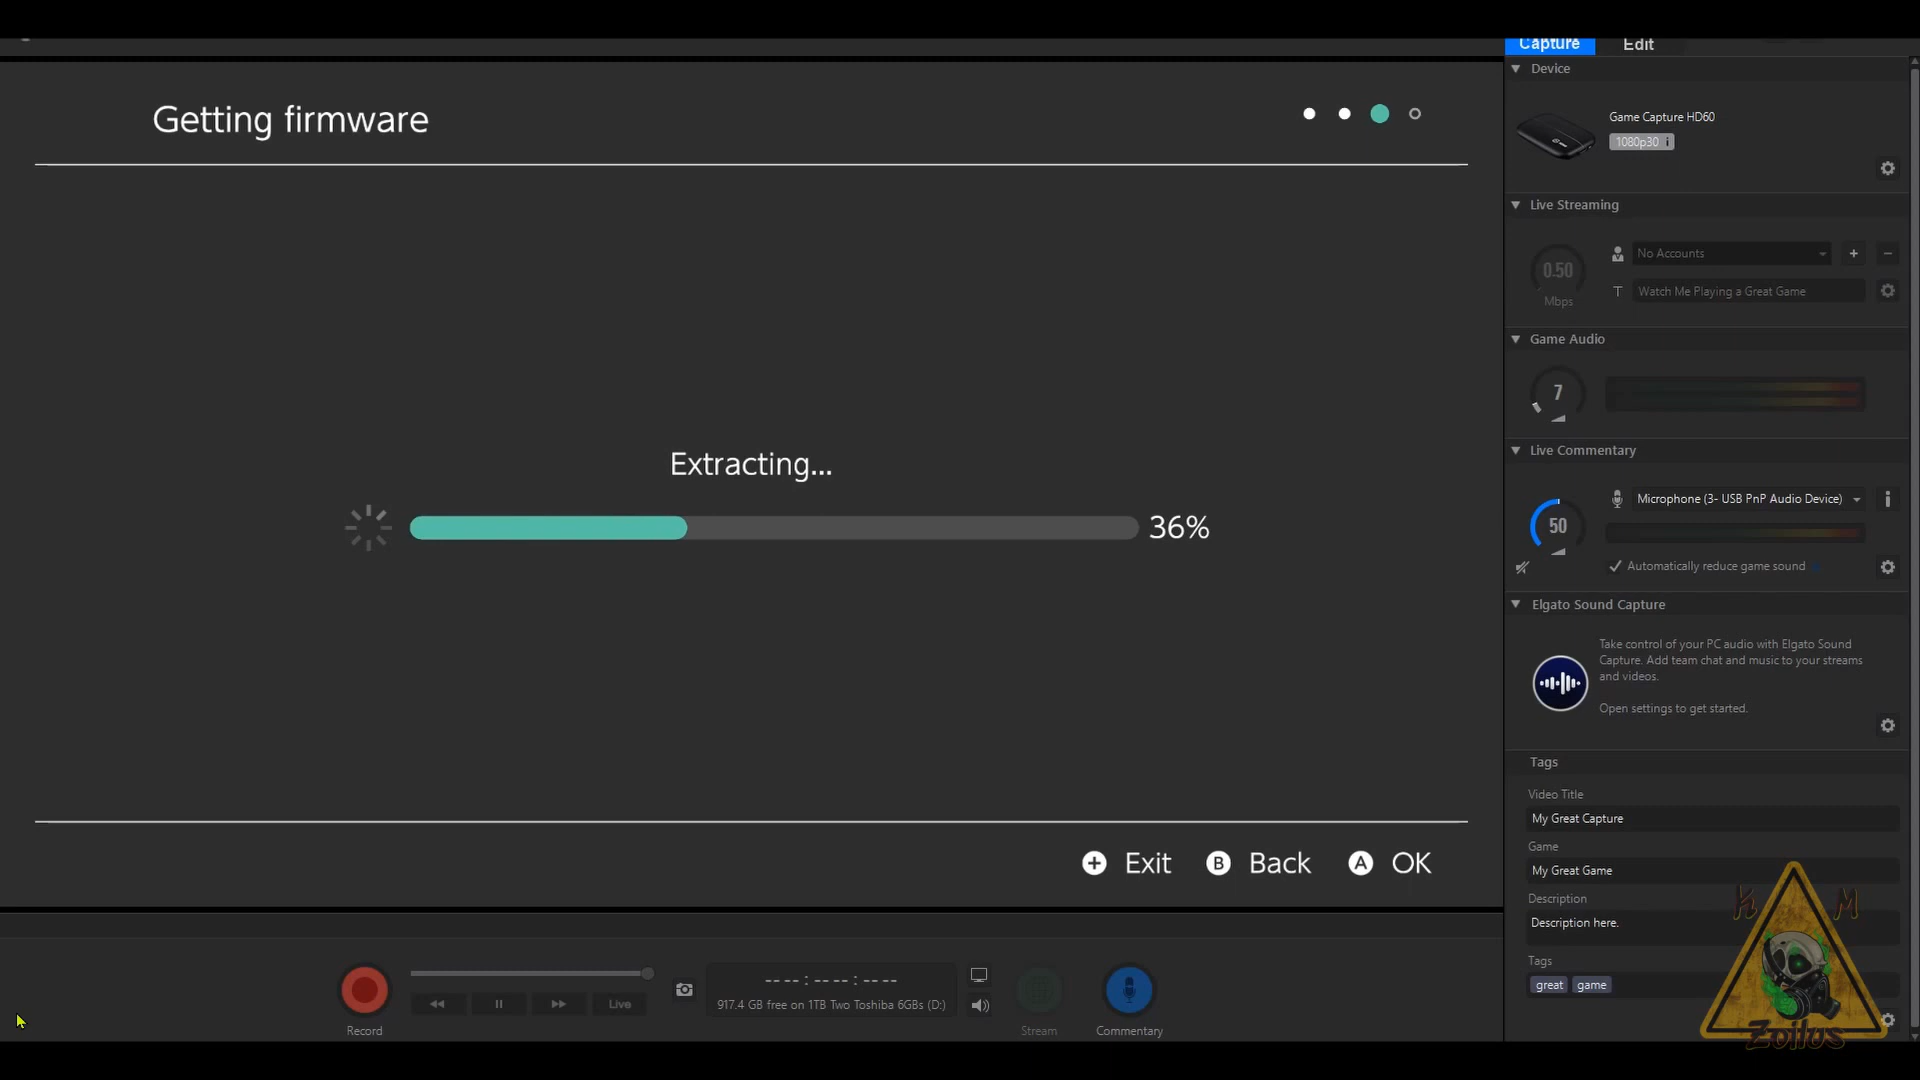 Capture
Edit
Getting firmware
Extracting...
36%
+ Exit
B Back
A OK
Device
Game Capture HD60
1080p30 i
Live Streaming
0.50
Mbps
No Accounts
+ −
T Watch Me Playing a Great Game
Game Audio
7
Live Commentary
50
Microphone (3- USB PnP Audio Device)
i
Automatically reduce game sound
Elgato Sound Capture
Take control of your PC audio with Elgato Sound
Capture. Add team chat and music to your streams
and videos.
Open settings to get started.
Tags
Video Title
My Great Capture
Game
My Great Game
Description
Description here.
Tags
great game
Record
Live
-- -- : -- -- : -- --
917.4 GB free on 1TB Two Toshiba 6GBs (D:)
Stream
Commentary
K M
Zoilus